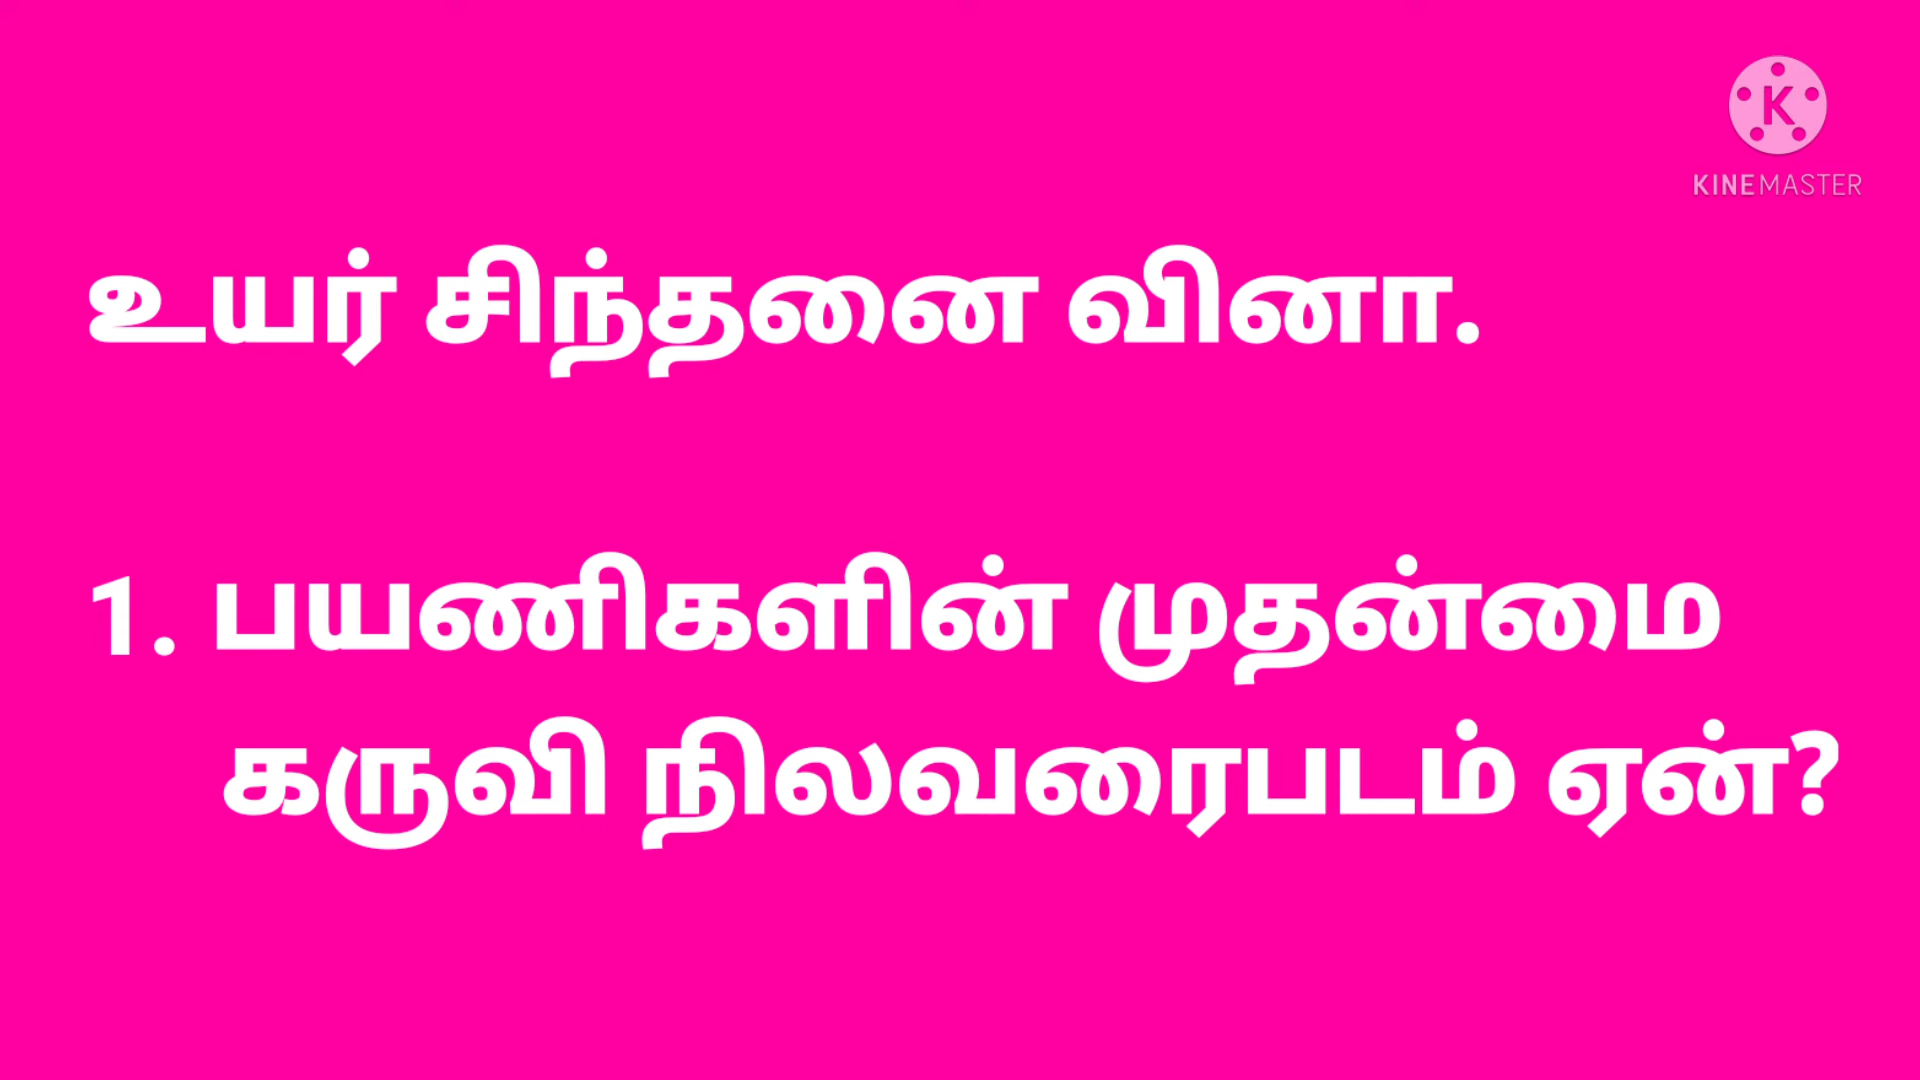 KINEMASTER
உயர் சிந்தனை வினா.
1. பயணிகளின் முதன்மை
கருவி நிலவரைபடம் ஏன்?